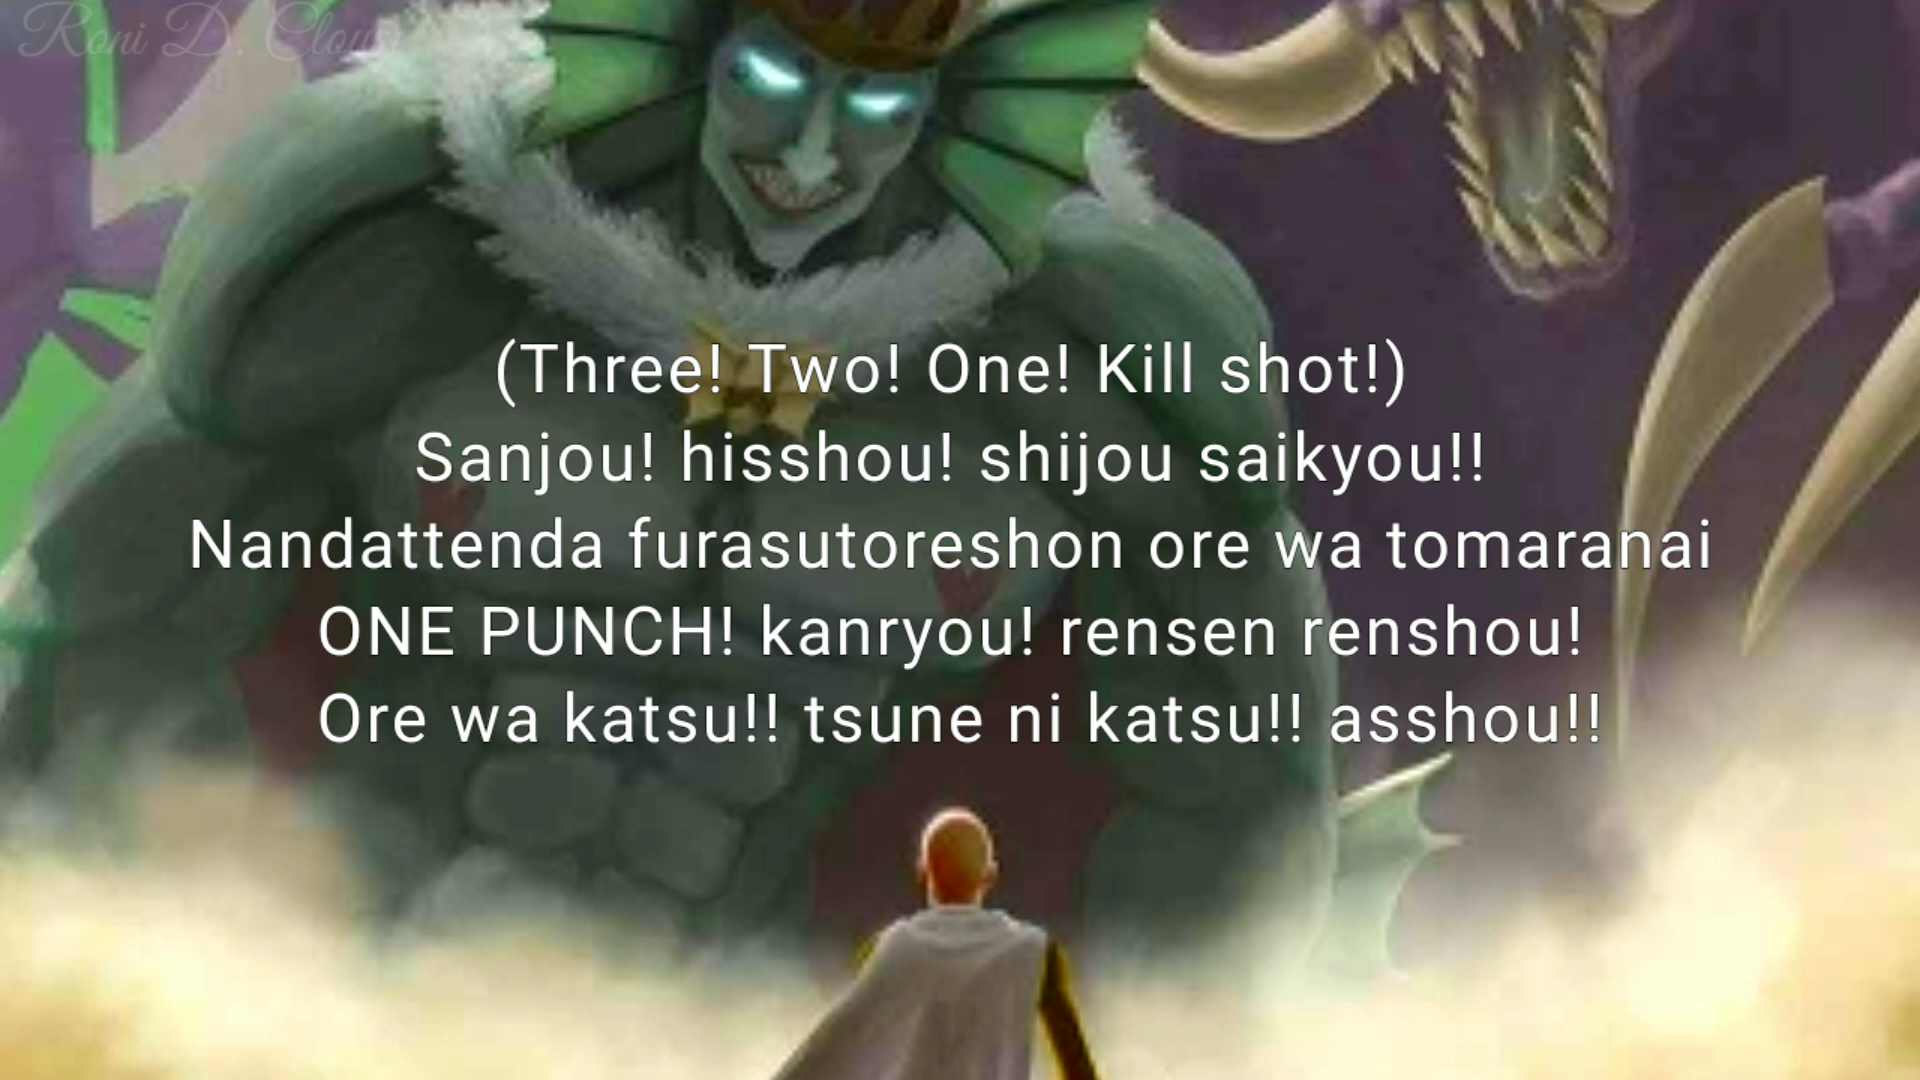 Roni D.
(Three! Two! One! Kill shot!)
Sanjou! hisshou! shijou saikyou!!
Nandattenda furasutoreshon ore wa tomaranai
ONE PUNCH! kanryou! rensen renshou!
Ore wa katsu!! tsune ni katsu!! asshou!!